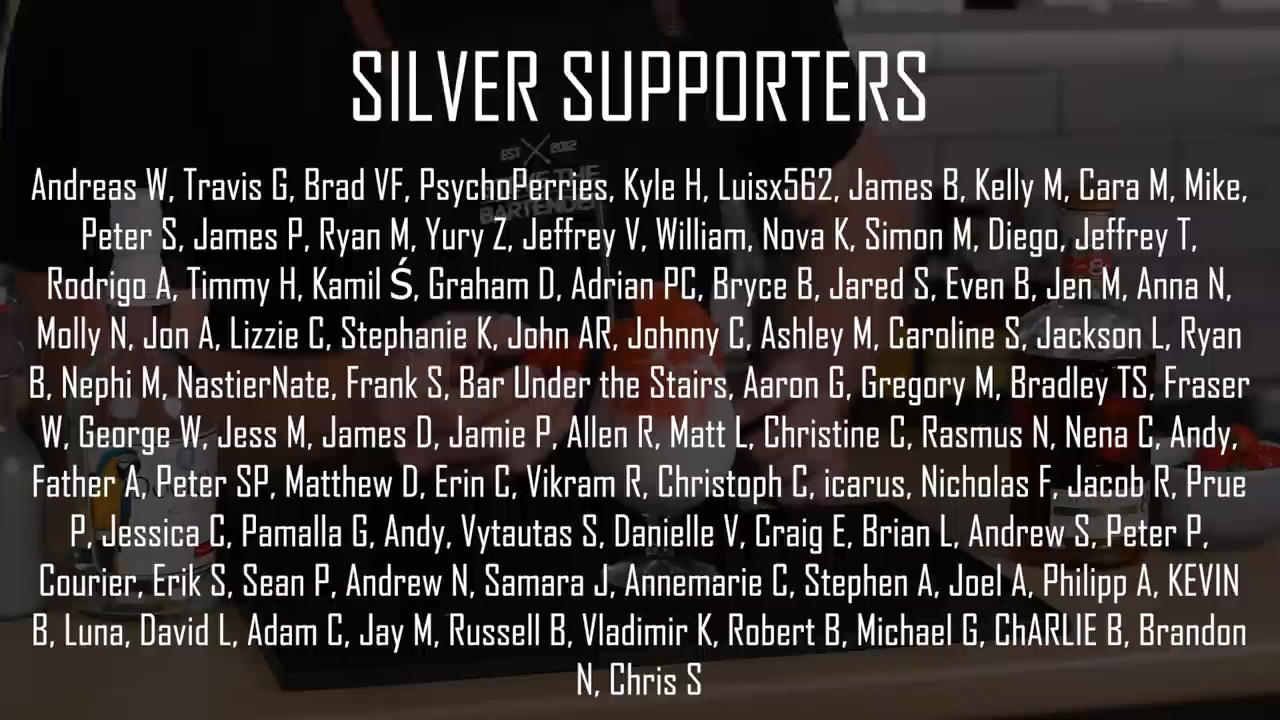 SILVER SUPPORTERS
EST 2012
THE
BARTENDER
Andreas W, Travis G, Brad VF, PsychoPerries, Kyle H, Luisx562, James B, Kelly M, Cara M, Mike,
Peter S, James P, Ryan M, Yury Z, Jeffrey V, William, Nova K, Simon M, Diego, Jeffrey T,
Rodrigo A, Timmy H, Kamil Ś, Graham D, Adrian PC, Bryce B, Jared S, Even B, Jen M, Anna N,
Molly N, Jon A, Lizzie C, Stephanie K, John AR, Johnny C, Ashley M, Caroline S, Jackson L, Ryan
B, Nephi M, NastierNate, Frank S, Bar Under the Stairs, Aaron G, Gregory M, Bradley TS, Fraser
W, George W, Jess M, James D, Jamie P, Allen R, Matt L, Christine C, Rasmus N, Nena C, Andy,
Father A, Peter SP, Matthew D, Erin C, Vikram R, Christoph C, icarus, Nicholas F, Jacob R, Prue
P, Jessica C, Pamalla G, Andy, Vytautas S, Danielle V, Craig E, Brian L, Andrew S, Peter P,
Courier, Erik S, Sean P, Andrew N, Samara J, Annemarie C, Stephen A, Joel A, Philipp A, KEVIN
B, Luna, David L, Adam C, Jay M, Russell B, Vladimir K, Robert B, Michael G, ChARLIE B, Brandon
N, Chris S